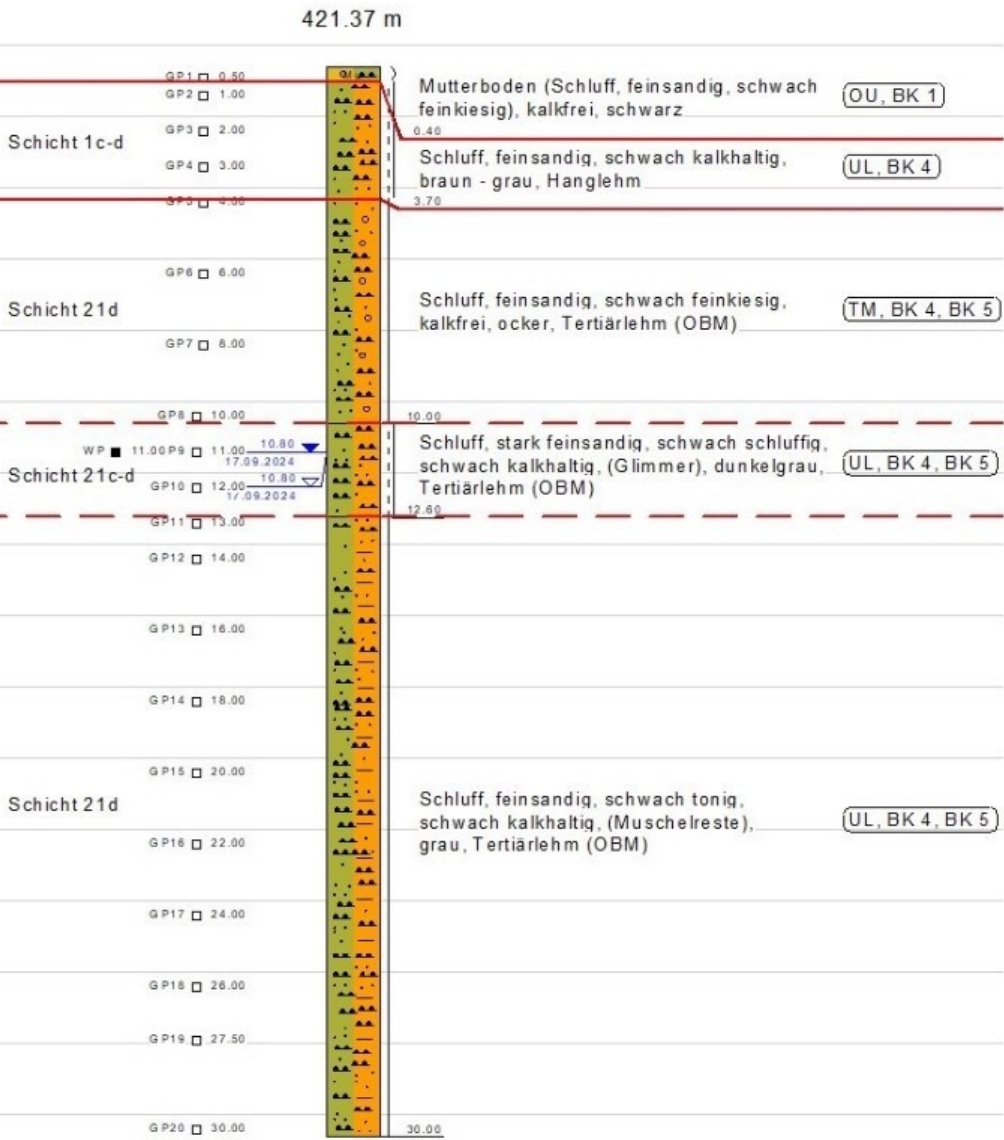 421.37 m
GP1 0.50
GP2 1.00
Mutterboden (Schluff, feinsandig, schwach
feinkiesig), kalkfrei, schwarz
OU, BK 1
0.40
Schicht 1c-d
GP3 2.00
GP4 3.00
Schluff, feinsandig, schwach kalkhaltig,
braun - grau, Hanglehm
UL, BK 4
GP5 4.00
3.70
GP6 6.00
Schicht 21d
Schluff, feinsandig, schwach feinkiesig,
kalkfrei, ocker, Tertiärlehm (OBM)
TM, BK 4, BK 5
GP7 8.00
GP8 10.00
10.00
WP 11.00 P9 11.00
10.80
17.09.2024
Schicht 21c-d
GP10 12.00
10.80
17.09.2024
Schluff, stark feinsandig, schwach schluffig,
schwach kalkhaltig, (Glimmer), dunkelgrau,
Tertiärlehm (OBM)
UL, BK 4, BK 5
12.60
GP11 13.00
GP12 14.00
GP13 16.00
GP14 18.00
GP15 20.00
Schicht 21d
Schluff, feinsandig, schwach tonig,
schwach kalkhaltig, (Muschelreste),
grau, Tertiärlehm (OBM)
UL, BK 4, BK 5
GP16 22.00
GP17 24.00
GP18 26.00
GP19 27.50
GP20 30.00
30.00